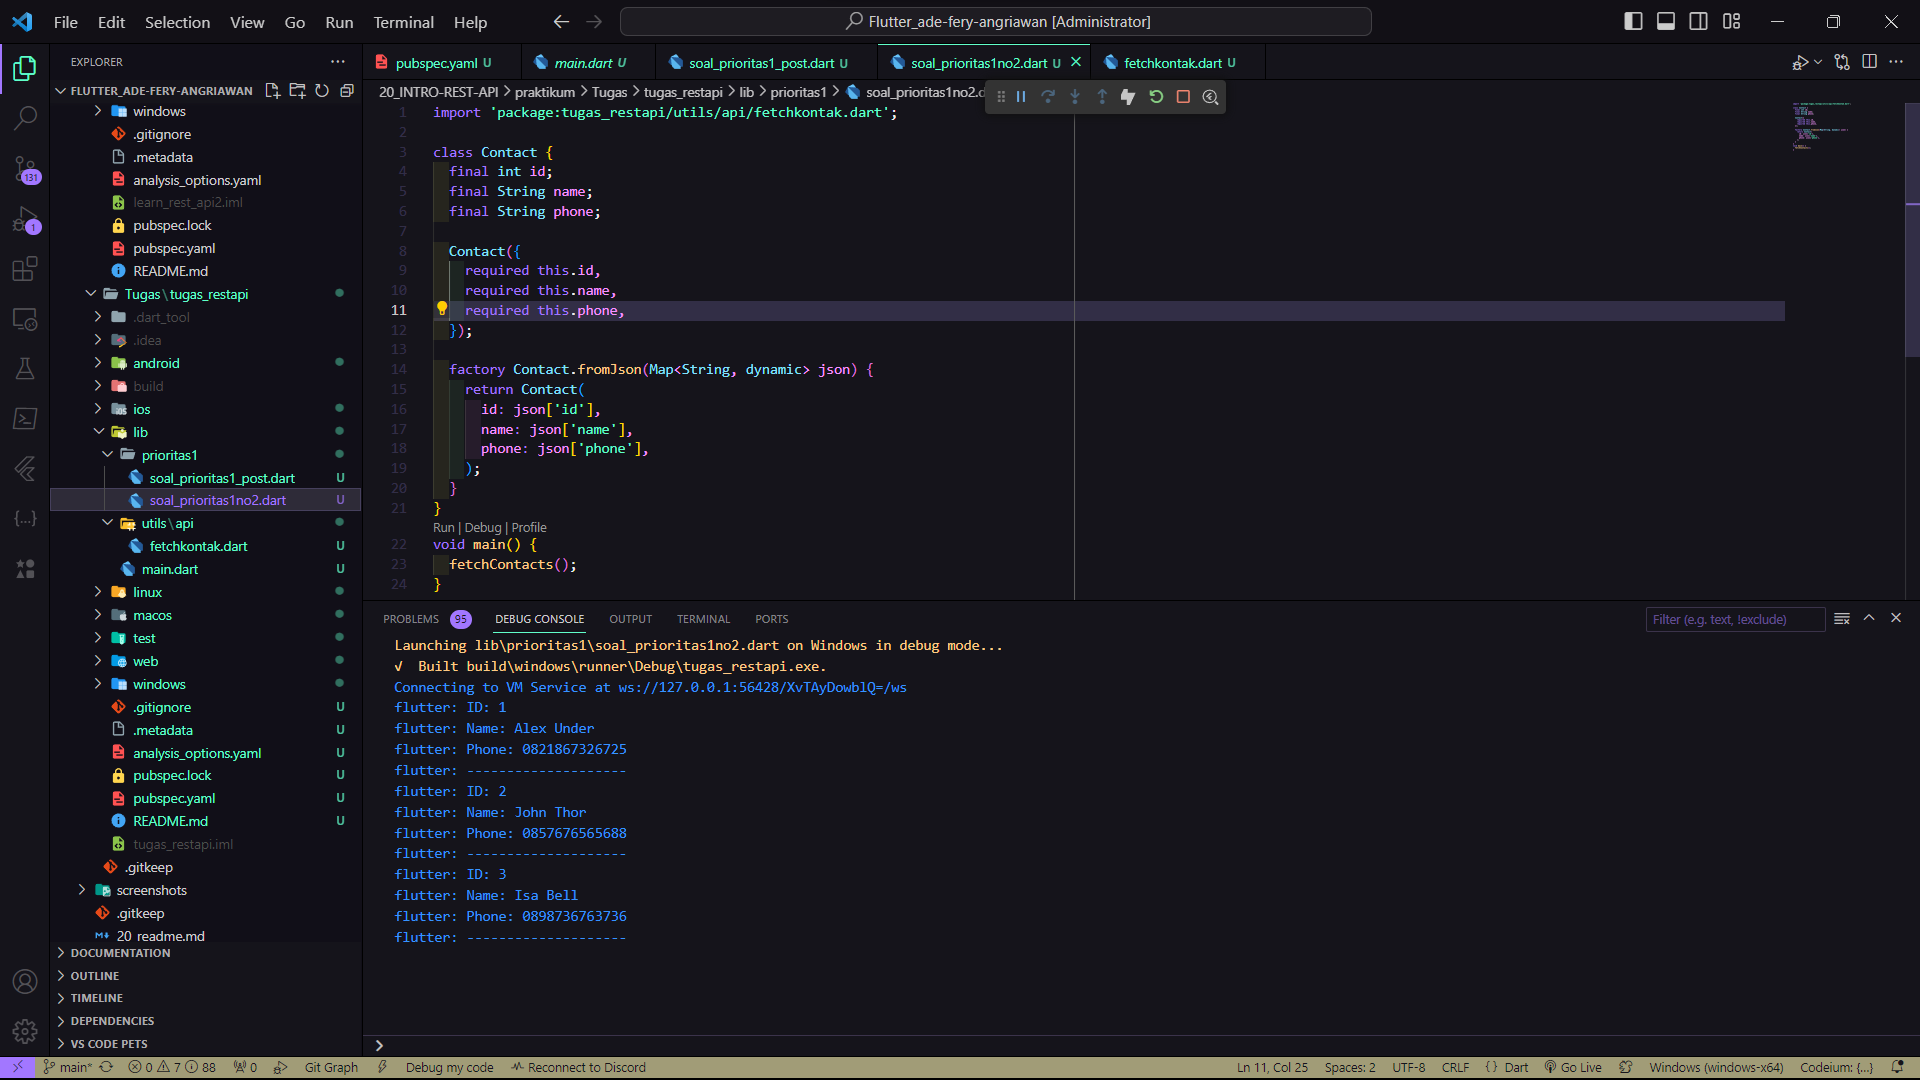 File Edit Selection View Go Run Terminal Help
Flutter_ade-fery-angriawan [Administrator]
EXPLORER
FLUTTER_ADE-FERY-ANGRIAWAN
windows
.gitignore
.metadata
analysis_options.yaml
learn_rest_api2.iml
pubspec.lock
pubspec.yaml
README.md
Tugas\tugas_restapi
.dart_tool
.idea
android
build
ios
lib
prioritas1
soal_prioritas1_post.dart U
soal_prioritas1no2.dart U
utils\api
fetchkontak.dart U
main.dart U
linux
macos
test
web
windows
.gitignore U
.metadata U
analysis_options.yaml U
pubspec.lock U
pubspec.yaml U
README.md U
tugas_restapi.iml
.gitkeep
screenshots
.gitkeep
20_readme.md
DOCUMENTATION
OUTLINE
TIMELINE
DEPENDENCIES
VS CODE PETS
131
1
pubspec.yaml U
main.dart U
soal_prioritas1_post.dart U
soal_prioritas1no2.dart U
fetchkontak.dart U
20_INTRO-REST-API > praktikum > Tugas > tugas_restapi > lib > prioritas1 > soal_prioritas1no2.d
1 import 'package:tugas_restapi/utils/api/fetchkontak.dart';
2
3 class Contact {
4 final int id;
5 final String name;
6 final String phone;
7
8 Contact({
9 required this.id,
10 required this.name,
11 required this.phone,
12 });
13
14 factory Contact.fromJson(Map<String, dynamic> json) {
15 return Contact(
16 id: json['id'],
17 name: json['name'],
18 phone: json['phone'],
19 );
20 }
21 }
Run | Debug | Profile
22 void main() {
23 fetchContacts();
24 }
PROBLEMS 95 DEBUG CONSOLE OUTPUT TERMINAL PORTS
Filter (e.g. text, !exclude)
Launching lib\prioritas1\soal_prioritas1no2.dart on Windows in debug mode...
√ Built build\windows\runner\Debug\tugas_restapi.exe.
Connecting to VM Service at ws://127.0.0.1:56428/XvTAyDowblQ=/ws
flutter: ID: 1
flutter: Name: Alex Under
flutter: Phone: 0821867326725
flutter: --------------------
flutter: ID: 2
flutter: Name: John Thor
flutter: Phone: 0857676565688
flutter: --------------------
flutter: ID: 3
flutter: Name: Isa Bell
flutter: Phone: 0898736763736
flutter: --------------------
main* 0 7 88 0 Git Graph Debug my code Reconnect to Discord
Ln 11, Col 25 Spaces: 2 UTF-8 CRLF { } Dart Go Live Windows (windows-x64) Codeium: {...}